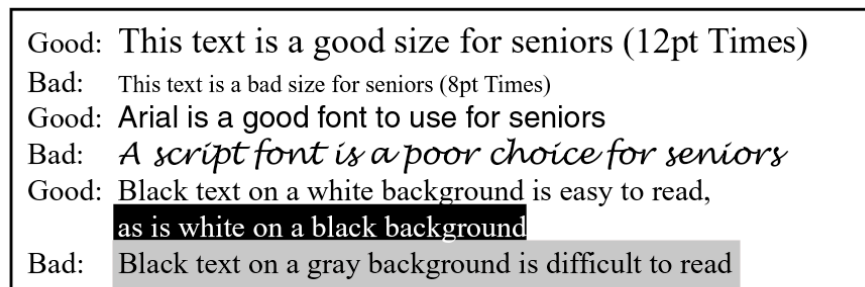 Good: This text is a good size for seniors (12pt Times)
Bad: This text is a bad size for seniors (8pt Times)
Good: Arial is a good font to use for seniors
Bad: A script font is a poor choice for seniors
Good: Black text on a white background is easy to read,
as is white on a black background
Bad: Black text on a gray background is difficult to read